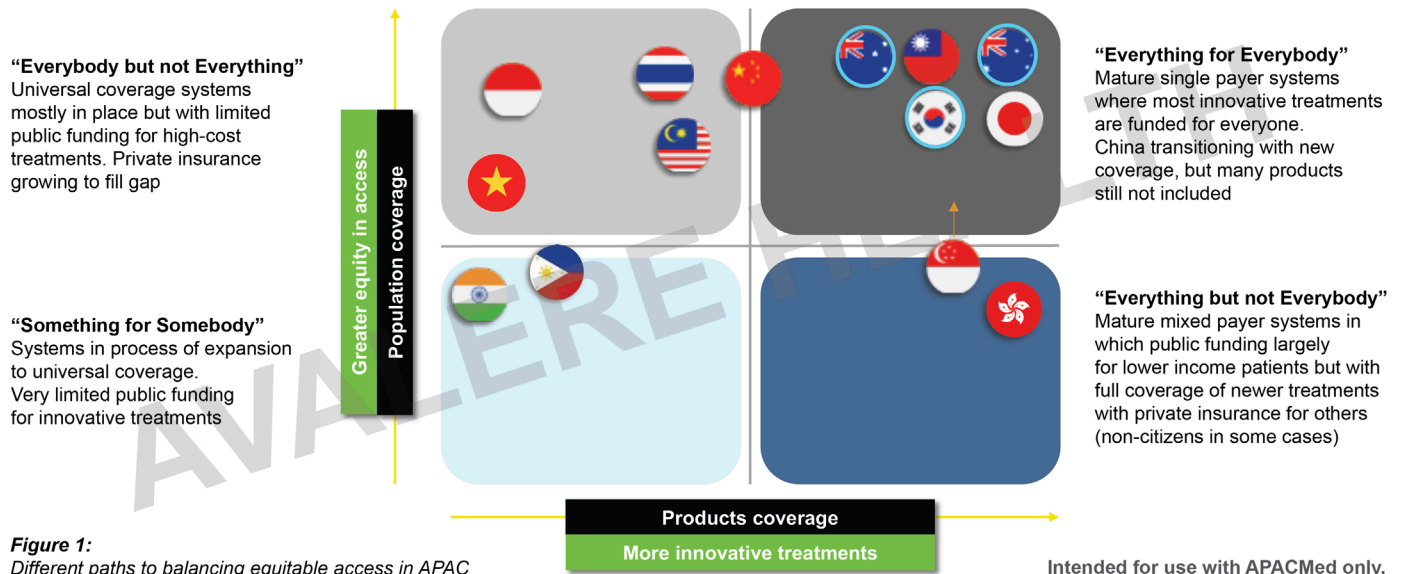 “Everybody but not Everything”
Universal coverage systems
mostly in place but with limited
public funding for high-cost
treatments. Private insurance
growing to fill gap
“Something for Somebody”
Systems in process of expansion
to universal coverage.
Very limited public funding
for innovative treatments
Greater equity in access
Population coverage
“Everything for Everybody”
Mature single payer systems
where most innovative treatments
are funded for everyone.
China transitioning with new
coverage, but many products
still not included
“Everything but not Everybody”
Mature mixed payer systems in
which public funding largely
for lower income patients but with
full coverage of newer treatments
with private insurance for others
(non-citizens in some cases)
Products coverage
More innovative treatments
AVALERE HEALTH
Figure 1:
Different paths to balancing equitable access in APAC
Intended for use with APACMed only.